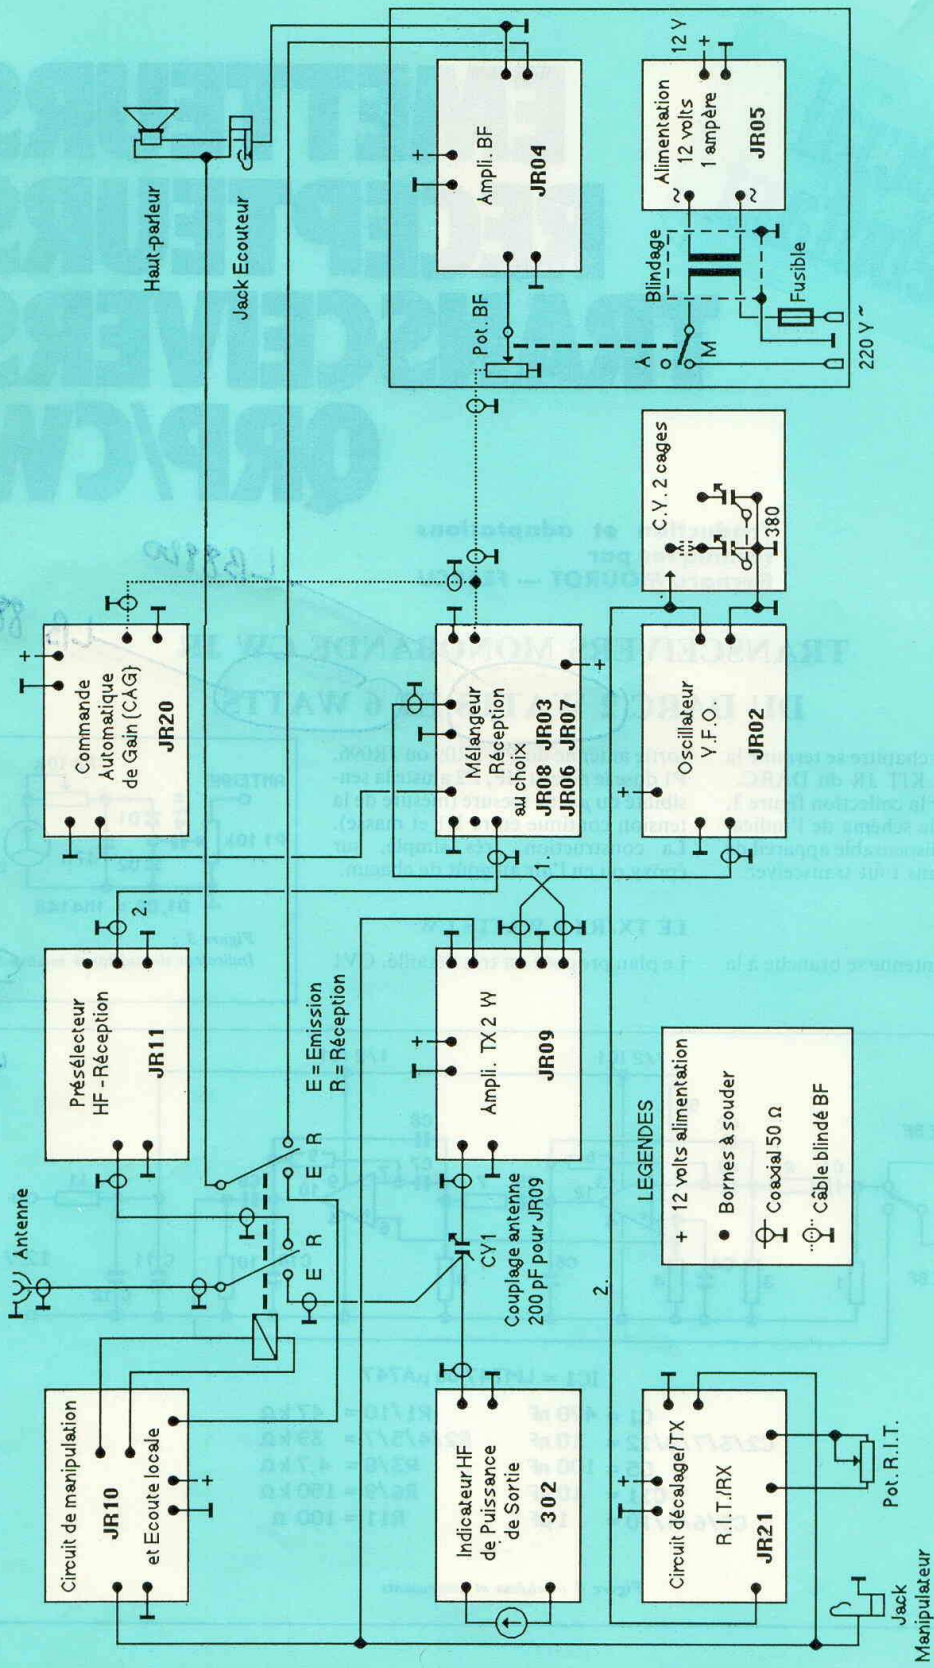 Antenne
Circuit de manipulation
JR10
et Ecoute locale
Présélecteur
HF-Réception
JR11
2.
Commande
Automatique
de Gain (CAG)
JR20
Haut-parleur
Jack Ecouteur
E
R
E
R
E = Emission
R = Réception
Indicateur HF
de Puissance
de Sortie
302
CV1
Couplage antenne
200 pF pour JR09
Ampli. TX 2 W
JR09
1.
Mélangeur
Réception
au choix
JR08 JR03
JR06 JR07
Pot. BF
Ampli. BF
JR04
Circuit décalage/TX
R.I.T./RX
JR21
Pot. R.I.T.
Jack
Manipulateur
2.
LEGENDES
+ 12 volts alimentation
Bornes à souder
Coaxial 50 Ω
Câble blindé BF
Oscillateur
V.F.O.
JR02
C.V. 2 cages
380
A
M
Blindage
Fusible
220 V ~
Alimentation
12 volts
1 ampère
JR05
~
~
12 V
+